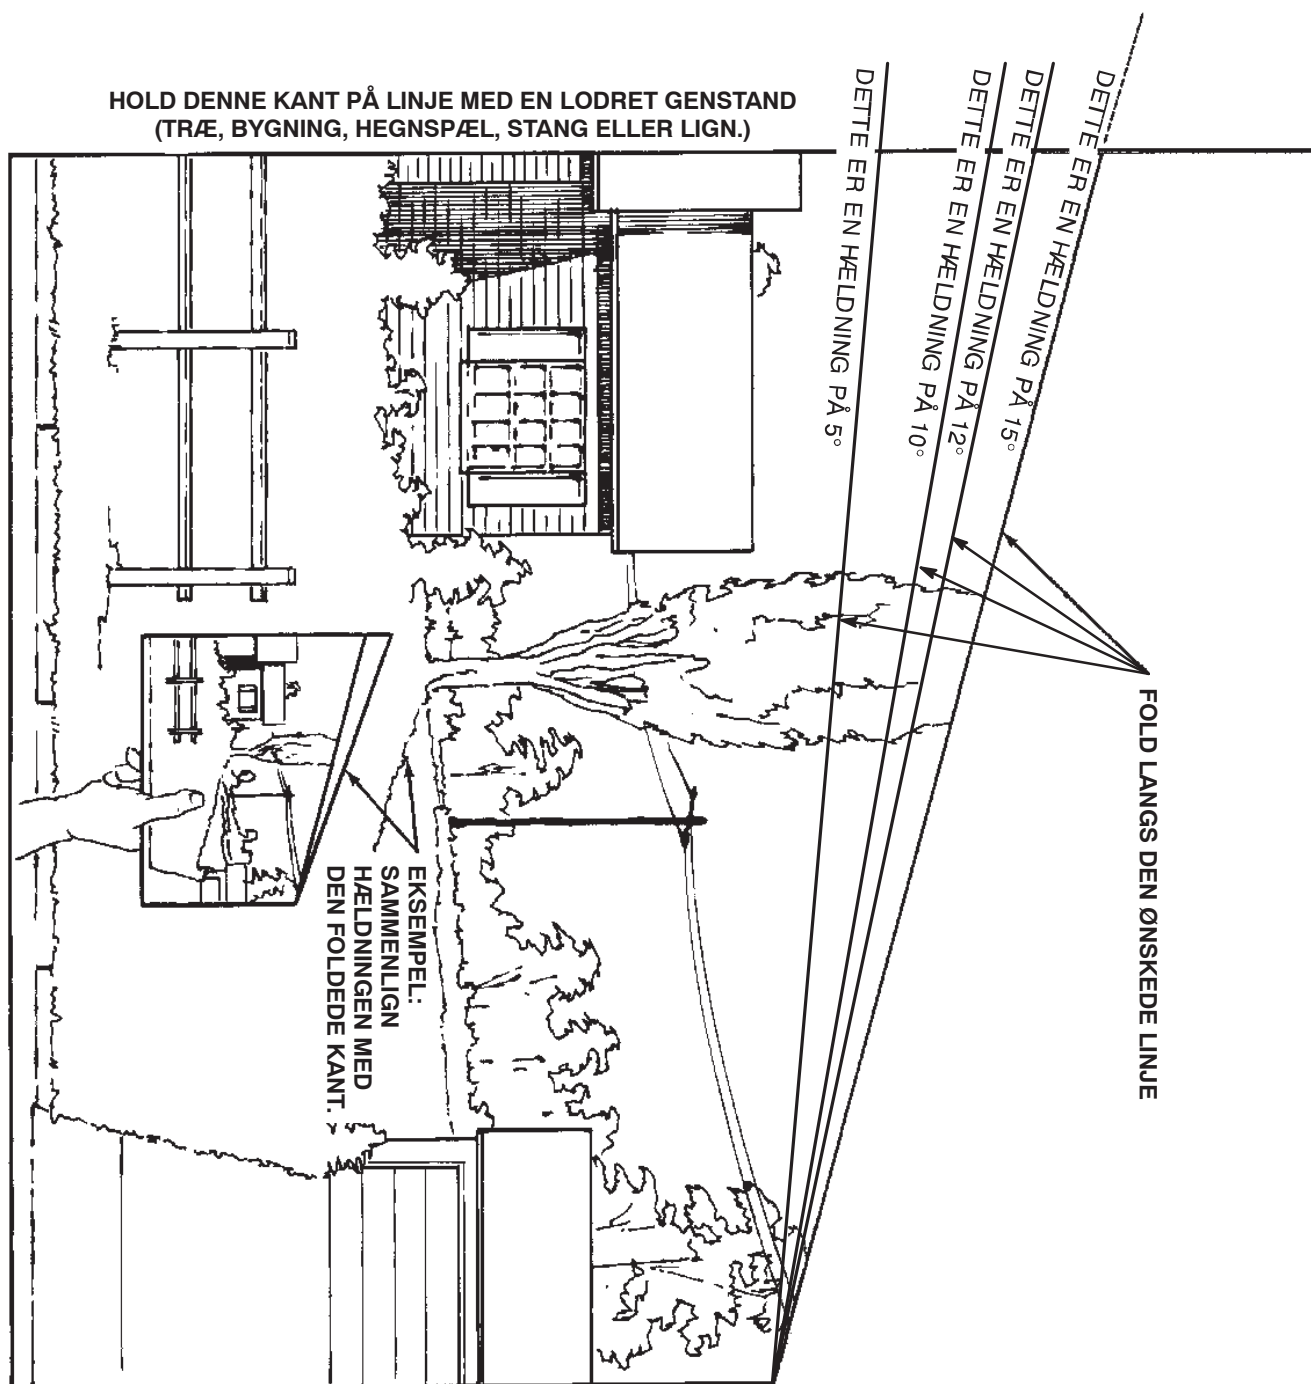 HOLD DENNE KANT PÅ LINJE MED EN LODRET GENSTAND
(TRÆ, BYGNING, HEGNSPÆL, STANG ELLER LIGN.)
DETTE ER EN HÆLDNING PÅ 5°
DETTE ER EN HÆLDNING PÅ 10°
DETTE ER EN HÆLDNING PÅ 12°
DETTE ER EN HÆLDNING PÅ 15°
FOLD LANGS DEN ØNSKEDE LINJE
EKSEMPEL:
SAMMENLIGN
HÆLDNINGEN MED
DEN FOLDEDE KANT.